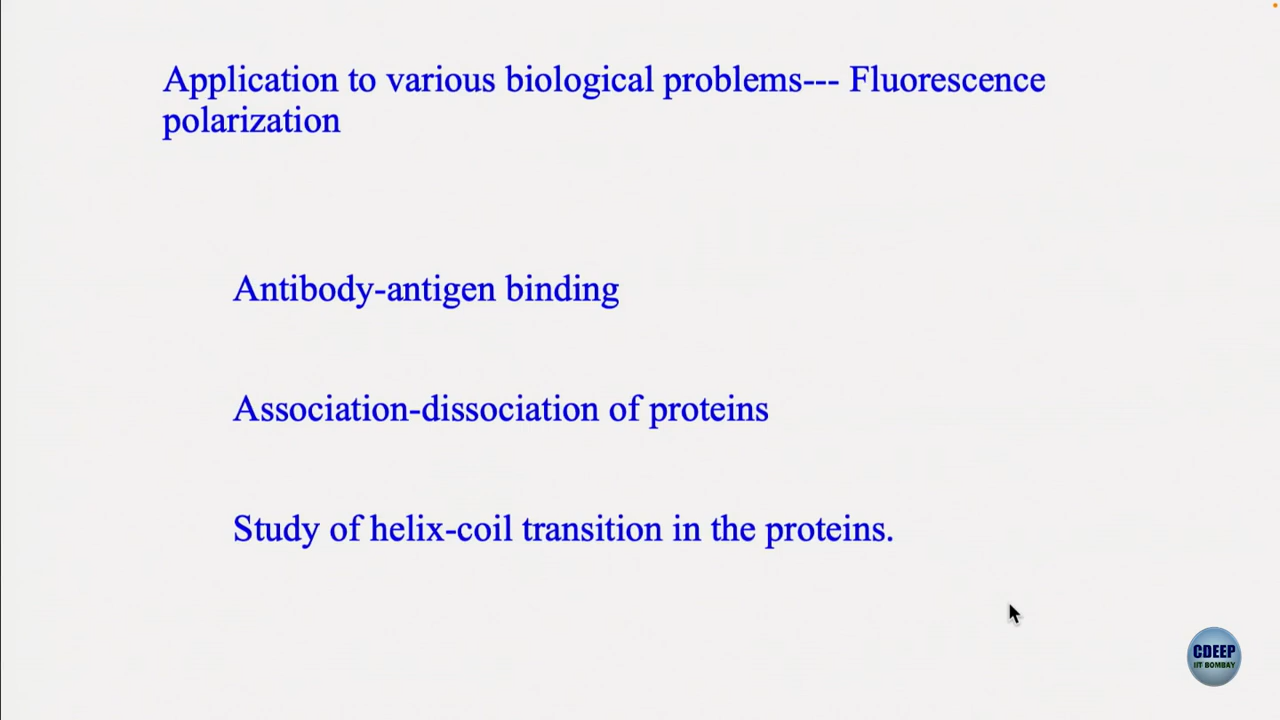 Application to various biological problems--- Fluorescence
polarization
Antibody-antigen binding
Association-dissociation of proteins
Study of helix-coil transition in the proteins.
CDEEP
IIT BOMBAY